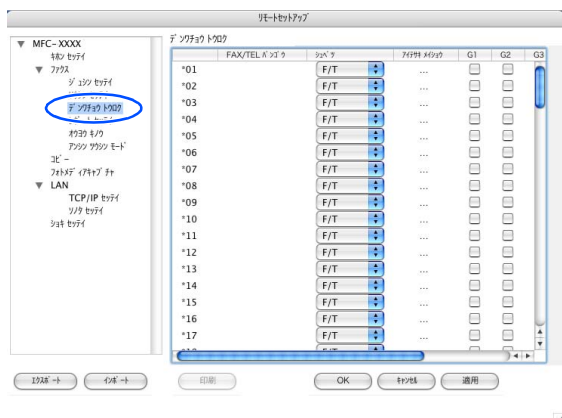 ﾘﾓｰﾄｾｯﾄｱｯﾌﾟ
▼ MFC-XXXX
ｷﾎﾝ ｾｯﾃｲ
▼ ﾌｧｸｽ
ｼﾞｭｼﾝ ｾｯﾃｲ
ﾃﾞﾝﾜﾁｮｳ ﾄｳﾛｸ
ｵｳﾖｳ ｷﾉｳ
ｱﾝｼﾝ ﾂｳｼﾝ ﾓｰﾄﾞ
ｺﾋﾟｰ
ﾌｫﾄﾒﾃﾞｨｱｷｬﾌﾟﾁｬ
▼ LAN
TCP/IP ｾｯﾃｲ
ｿﾉﾀ ｾｯﾃｲ
ｼｮｷ ｾｯﾃｲ
ﾃﾞﾝﾜﾁｮｳ ﾄｳﾛｸ
FAX/TEL ﾊﾞﾝｺﾞｳ ｼｭﾍﾞﾂ ｱｲﾃｻｷ ﾒｲｼｮｳ G1 G2 G3
*01 F/T ...
*02 F/T ...
*03 F/T ...
*04 F/T ...
*05 F/T ...
*06 F/T ...
*07 F/T ...
*08 F/T ...
*09 F/T ...
*10 F/T ...
*11 F/T ...
*12 F/T ...
*13 F/T ...
*14 F/T ...
*15 F/T ...
*16 F/T ...
*17 F/T ...
ｴｸｽﾎﾟｰﾄ ｲﾝﾎﾟｰﾄ 印刷 OK ｷｬﾝｾﾙ 適用